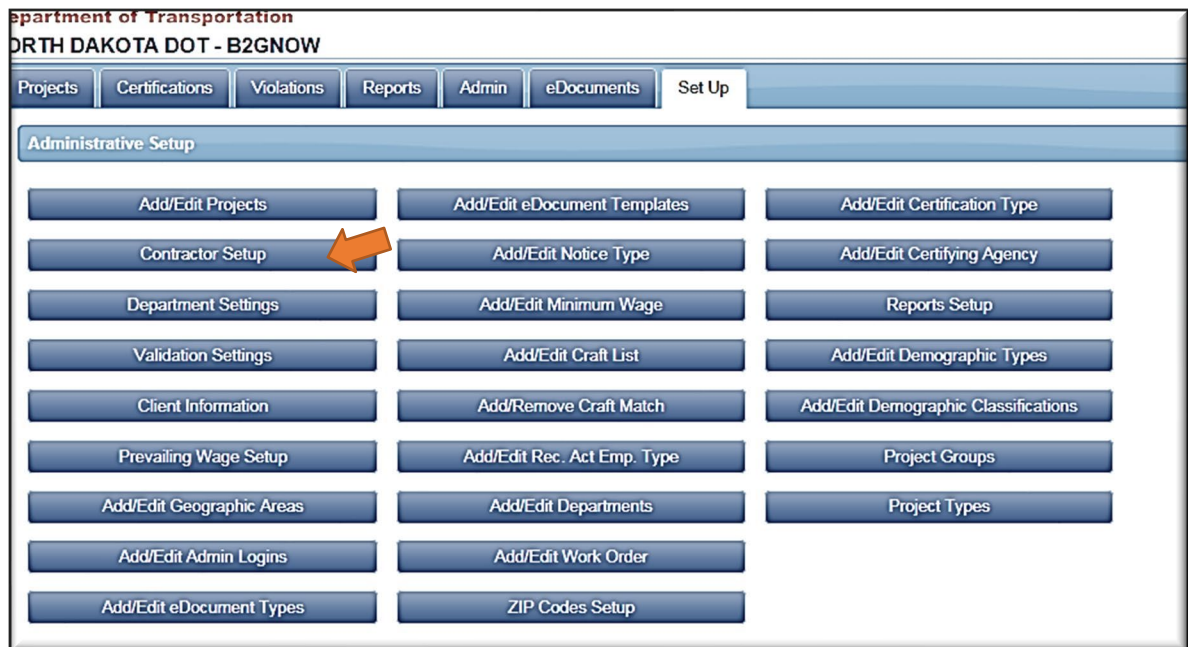 epartment of Transportation
ORTH DAKOTA DOT - B2GNOW
Projects Certifications Violations Reports Admin eDocuments Set Up
Administrative Setup
Add/Edit Projects Add/Edit eDocument Templates Add/Edit Certification Type
Contractor Setup Add/Edit Notice Type Add/Edit Certifying Agency
Department Settings Add/Edit Minimum Wage Reports Setup
Validation Settings Add/Edit Craft List Add/Edit Demographic Types
Client Information Add/Remove Craft Match Add/Edit Demographic Classifications
Prevailing Wage Setup Add/Edit Rec. Act Emp. Type Project Groups
Add/Edit Geographic Areas Add/Edit Departments Project Types
Add/Edit Admin Logins Add/Edit Work Order
Add/Edit eDocument Types ZIP Codes Setup